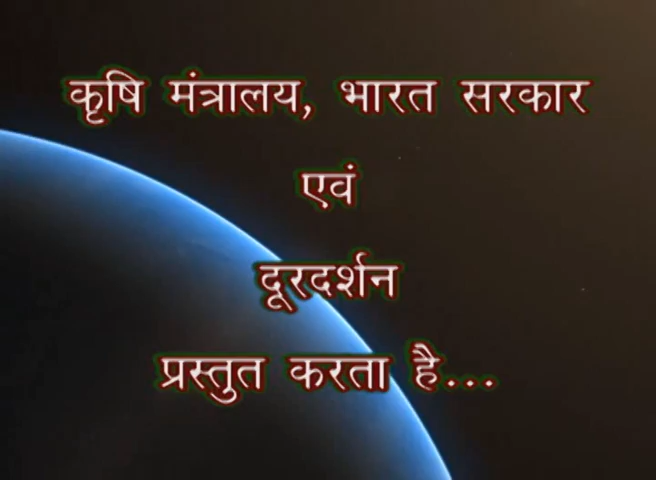 कृषि मंत्रालय, भारत सरकार
एवं
दूरदर्शन
प्रस्तुत करता है...